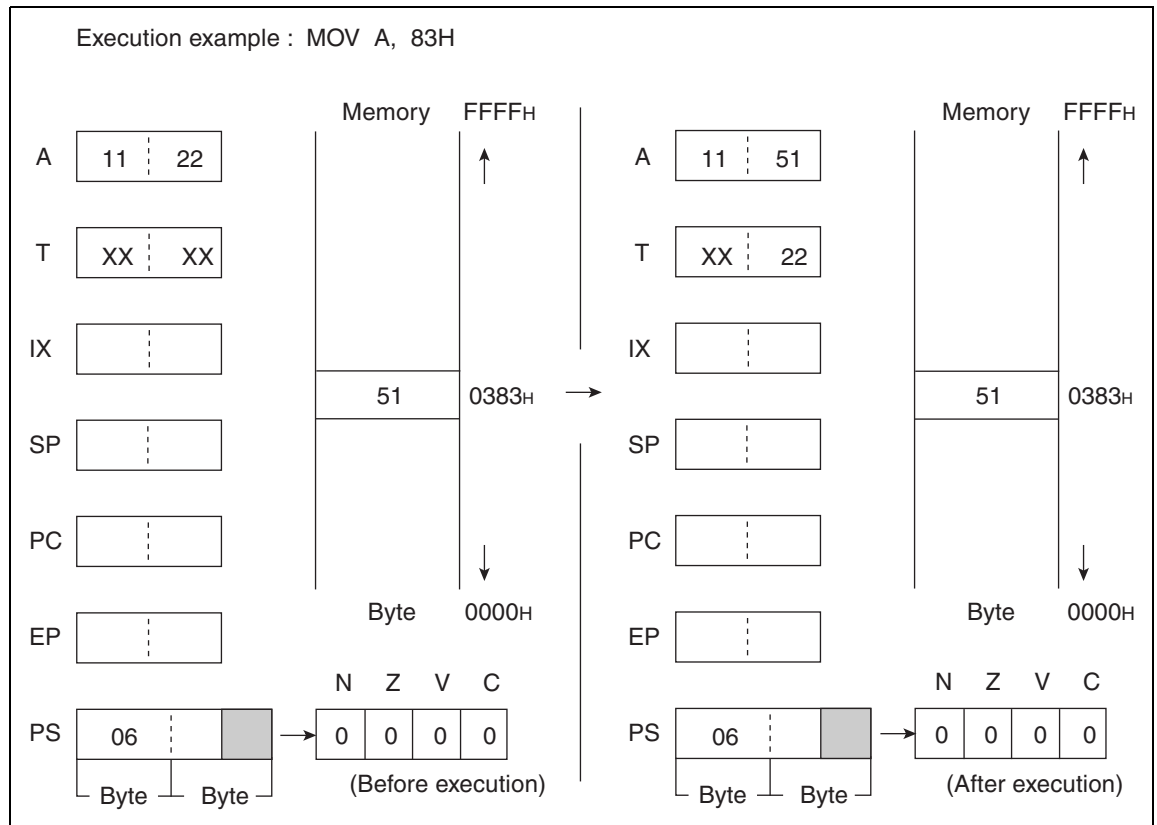 Execution example : MOV A, 83H
Memory FFFFH
A 11 22
T XX XX
IX
51 0383H
SP
PC
Byte 0000H
EP
N Z V C
PS 06 0 0 0 0
(Before execution)
Byte Byte
Memory FFFFH
A 11 51
T XX 22
IX
51 0383H
SP
PC
Byte 0000H
EP
N Z V C
PS 06 0 0 0 0
(After execution)
Byte Byte